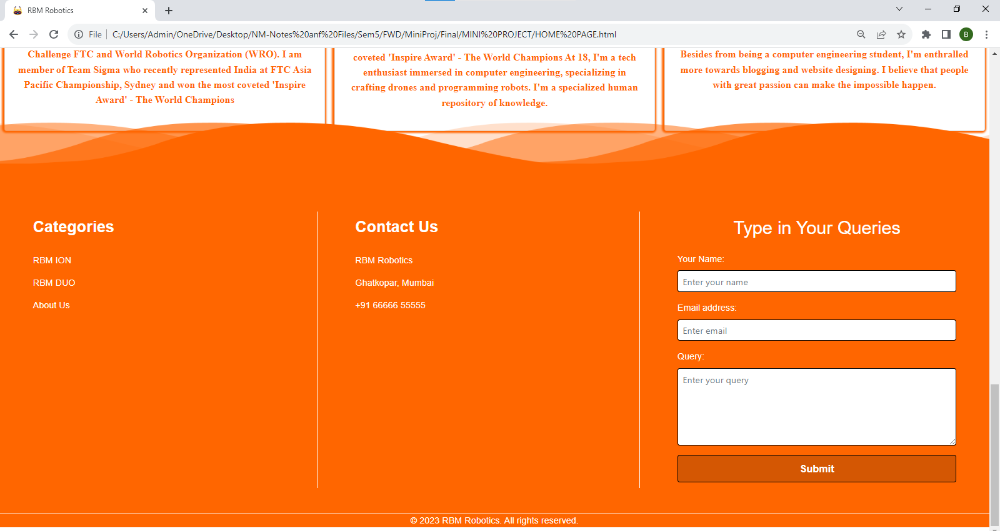 RBM Robotics
File
C:/Users/Admin/OneDrive/Desktop/NM-Notes%20anf%20Files/Sem5/FWD/MiniProj/Final/MINI%20PROJECT/HOME%20PAGE.html
B
Challenge FTC and World Robotics Organization (WRO). I am
member of Team Sigma who recently represented India at FTC Asia
Pacific Championship, Sydney and won the most coveted 'Inspire
Award' - The World Champions
coveted 'Inspire Award' - The World Champions At 18, I'm a tech
enthusiast immersed in computer engineering, specializing in
crafting drones and programming robots. I'm a specialized human
repository of knowledge.
Besides from being a computer engineering student, I'm enthralled
more towards blogging and website designing. I believe that people
with great passion can make the impossible happen.
Categories
RBM ION
RBM DUO
About Us
Contact Us
RBM Robotics
Ghatkopar, Mumbai
+91 66666 55555
Type in Your Queries
Your Name:
Enter your name
Email address:
Enter email
Query:
Enter your query
Submit
© 2023 RBM Robotics. All rights reserved.